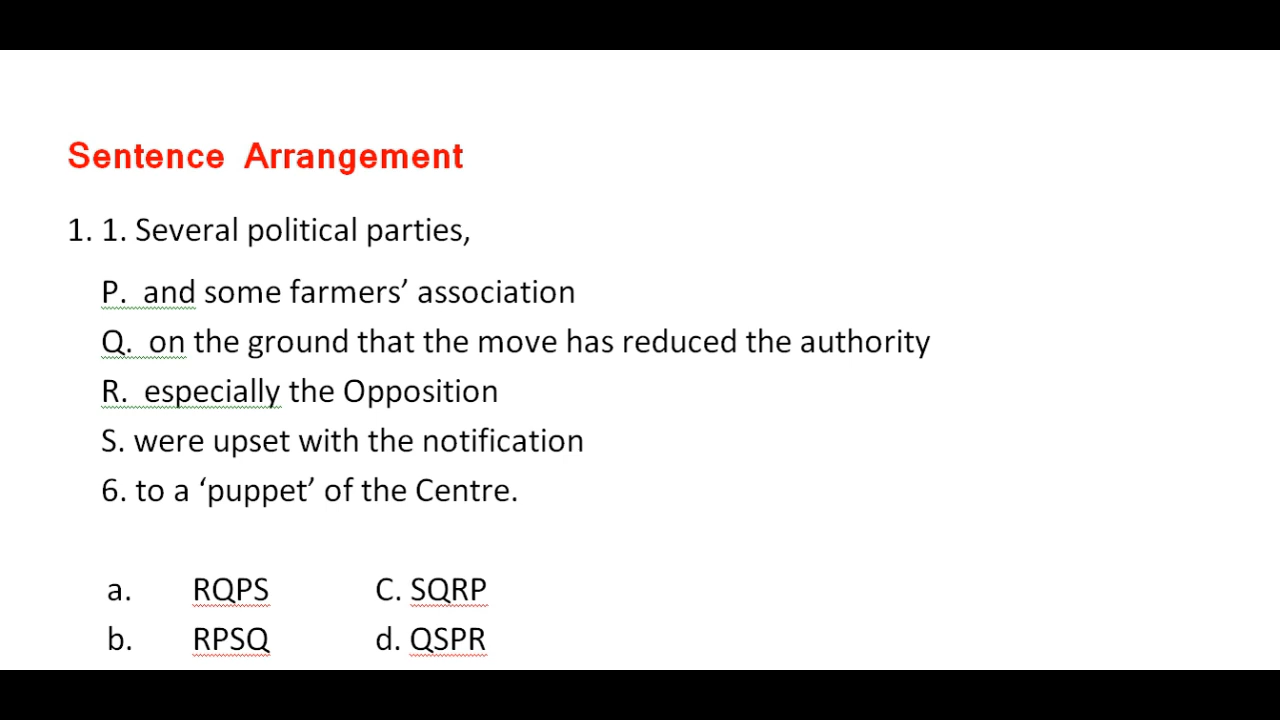 Sentence Arrangement
1. 1. Several political parties,
P. and some farmers’ association
Q. on the ground that the move has reduced the authority
R. especially the Opposition
S. were upset with the notification
6. to a ‘puppet’ of the Centre.
a. RQPS C. SQRP
b. RPSQ d. QSPR